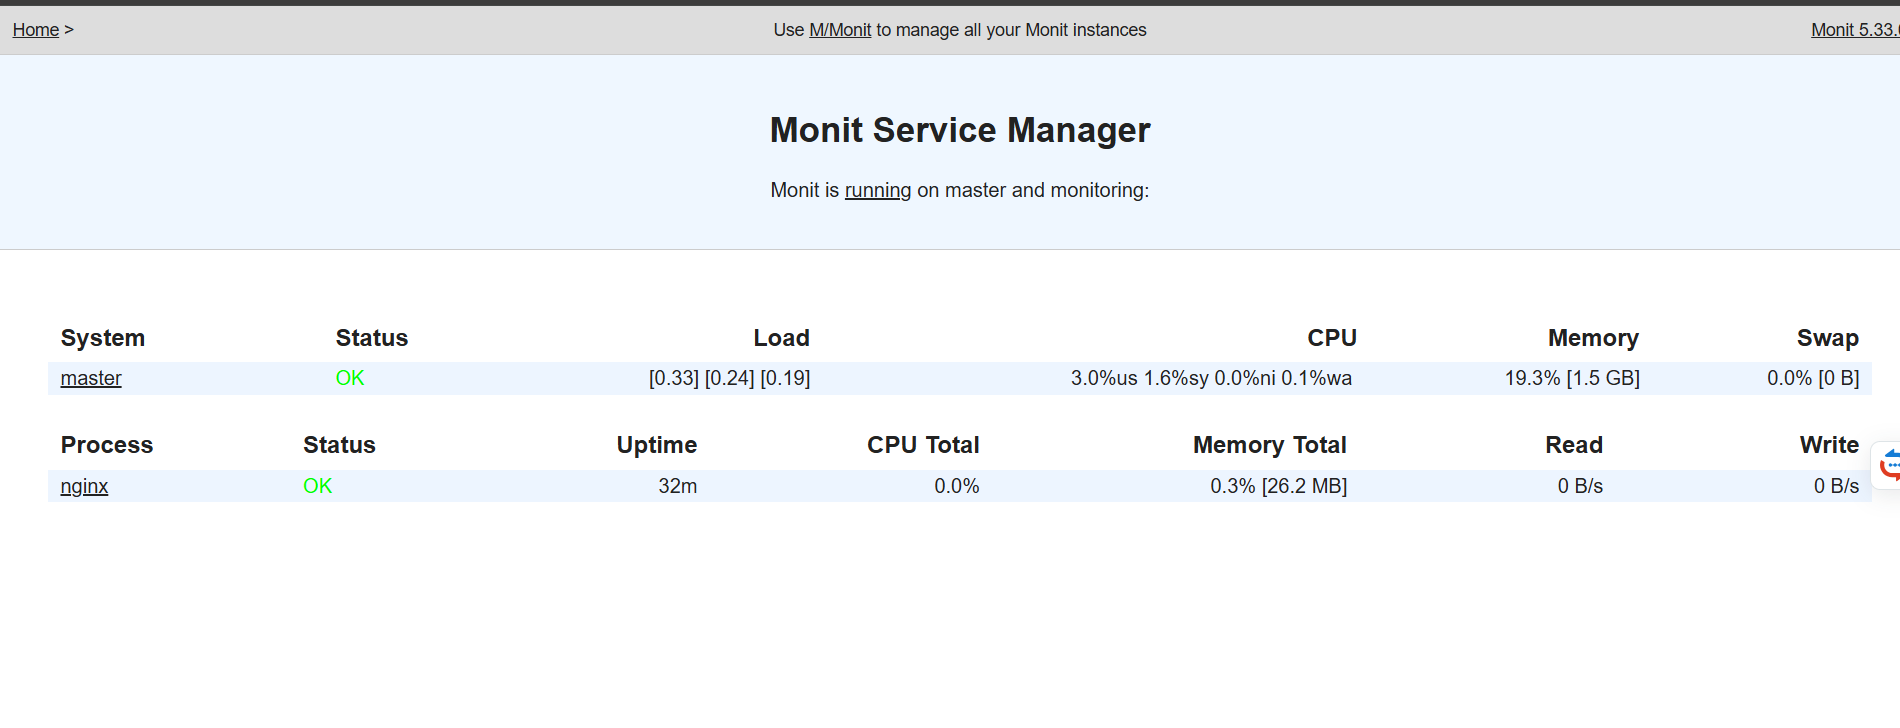 Home >
Use M/Monit to manage all your Monit instances
Monit 5.33.
Monit Service Manager
Monit is running on master and monitoring:
System Status Load CPU Memory Swap
master OK [0.33] [0.24] [0.19] 3.0%us 1.6%sy 0.0%ni 0.1%wa 19.3% [1.5 GB] 0.0% [0 B]
Process Status Uptime CPU Total Memory Total Read Write
nginx OK 32m 0.0% 0.3% [26.2 MB] 0 B/s 0 B/s